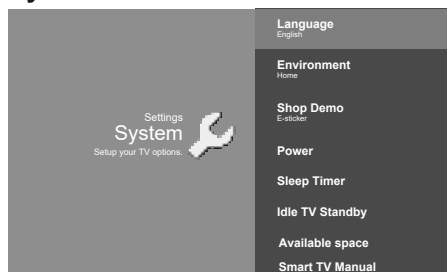 Settings
System
Setup your TV options.
Language
English
Environment
Home
Shop Demo
E-sticker
Power
Sleep Timer
Idle TV Standby
Available space
Smart TV Manual